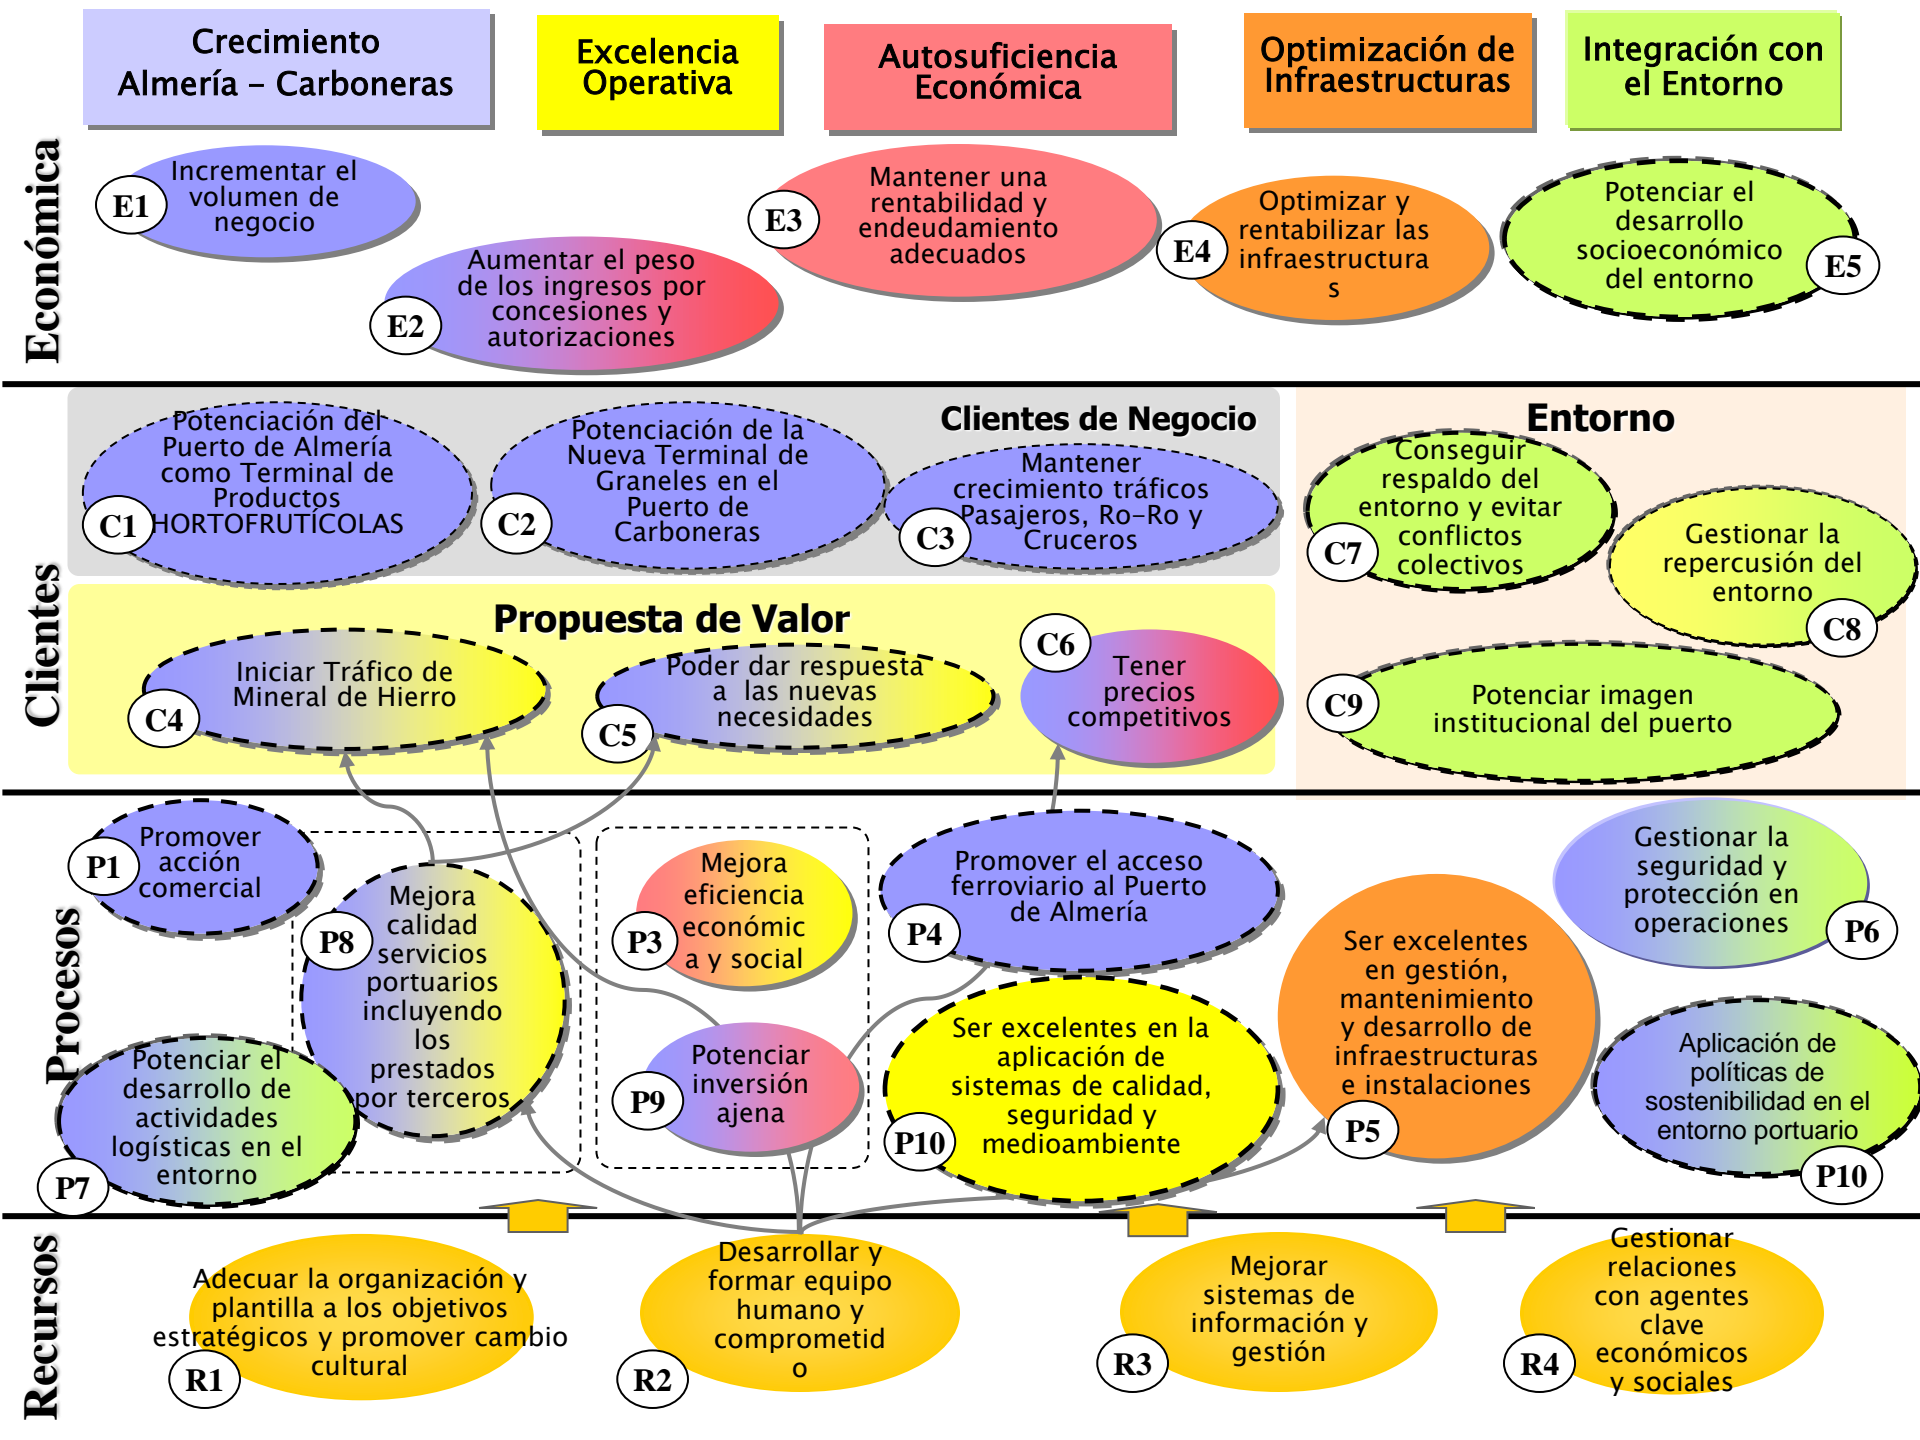 Crecimiento
Almería – Carboneras
Excelencia
Operativa
Autosuficiencia
Económica
Optimización de
Infraestructuras
Integración con
el Entorno
Económica
E1
Incrementar el
volumen de
negocio
E2
Aumentar el peso
de los ingresos por
concesiones y
autorizaciones
E3
Mantener una
rentabilidad y
endeudamiento
adecuados
E4
Optimizar y
rentabilizar las
infraestructura
s
E5
Potenciar el
desarrollo
socioeconómico
del entorno
Clientes
Clientes de Negocio
C1
Potenciación del
Puerto de Almería
como Terminal de
Productos
HORTOFRUTÍCOLAS
C2
Potenciación de la
Nueva Terminal de
Graneles en el
Puerto de
Carboneras
C3
Mantener
crecimiento tráficos
Pasajeros, Ro-Ro y
Cruceros
Entorno
C7
Conseguir
respaldo del
entorno y evitar
conflictos
colectivos
C8
Gestionar la
repercusión del
entorno
C9
Potenciar imagen
institucional del puerto
Propuesta de Valor
C4
Iniciar Tráfico de
Mineral de Hierro
C5
Poder dar respuesta
a las nuevas
necesidades
C6
Tener
precios
competitivos
Procesos
P1
Promover
acción
comercial
P8
Mejora
calidad
servicios
portuarios
incluyendo
los
prestados
por terceros
P3
Mejora
eficiencia
económic
a y social
P4
Promover el acceso
ferroviario al Puerto
de Almería
P6
Gestionar la
seguridad y
protección en
operaciones
P7
Potenciar el
desarrollo de
actividades
logísticas en el
entorno
P9
Potenciar
inversión
ajena
P10
Ser excelentes en la
aplicación de
sistemas de calidad,
seguridad y
medioambiente
P5
Ser excelentes
en gestión,
mantenimiento
y desarrollo de
infraestructuras
e instalaciones
P10
Aplicación de
políticas de
sostenibilidad en el
entorno portuario
Recursos
R1
Adecuar la organización y
plantilla a los objetivos
estratégicos y promover cambio
cultural
R2
Desarrollar y
formar equipo
humano y
comprometid
o
R3
Mejorar
sistemas de
información y
gestión
R4
Gestionar
relaciones
con agentes
clave
económicos
y sociales